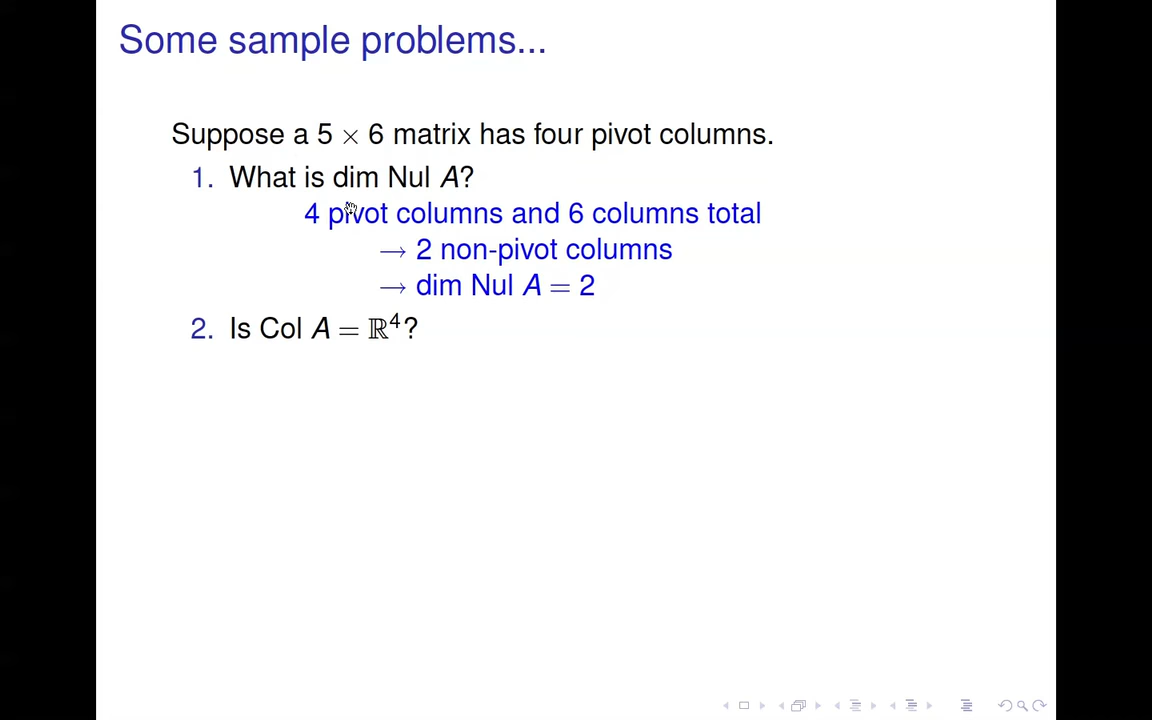 Some sample problems...
Suppose a 5 × 6 matrix has four pivot columns.
1. What is dim Nul A?
4 pivot columns and 6 columns total
→ 2 non-pivot columns
→ dim Nul A = 2
2. Is Col A = ℝ⁴?